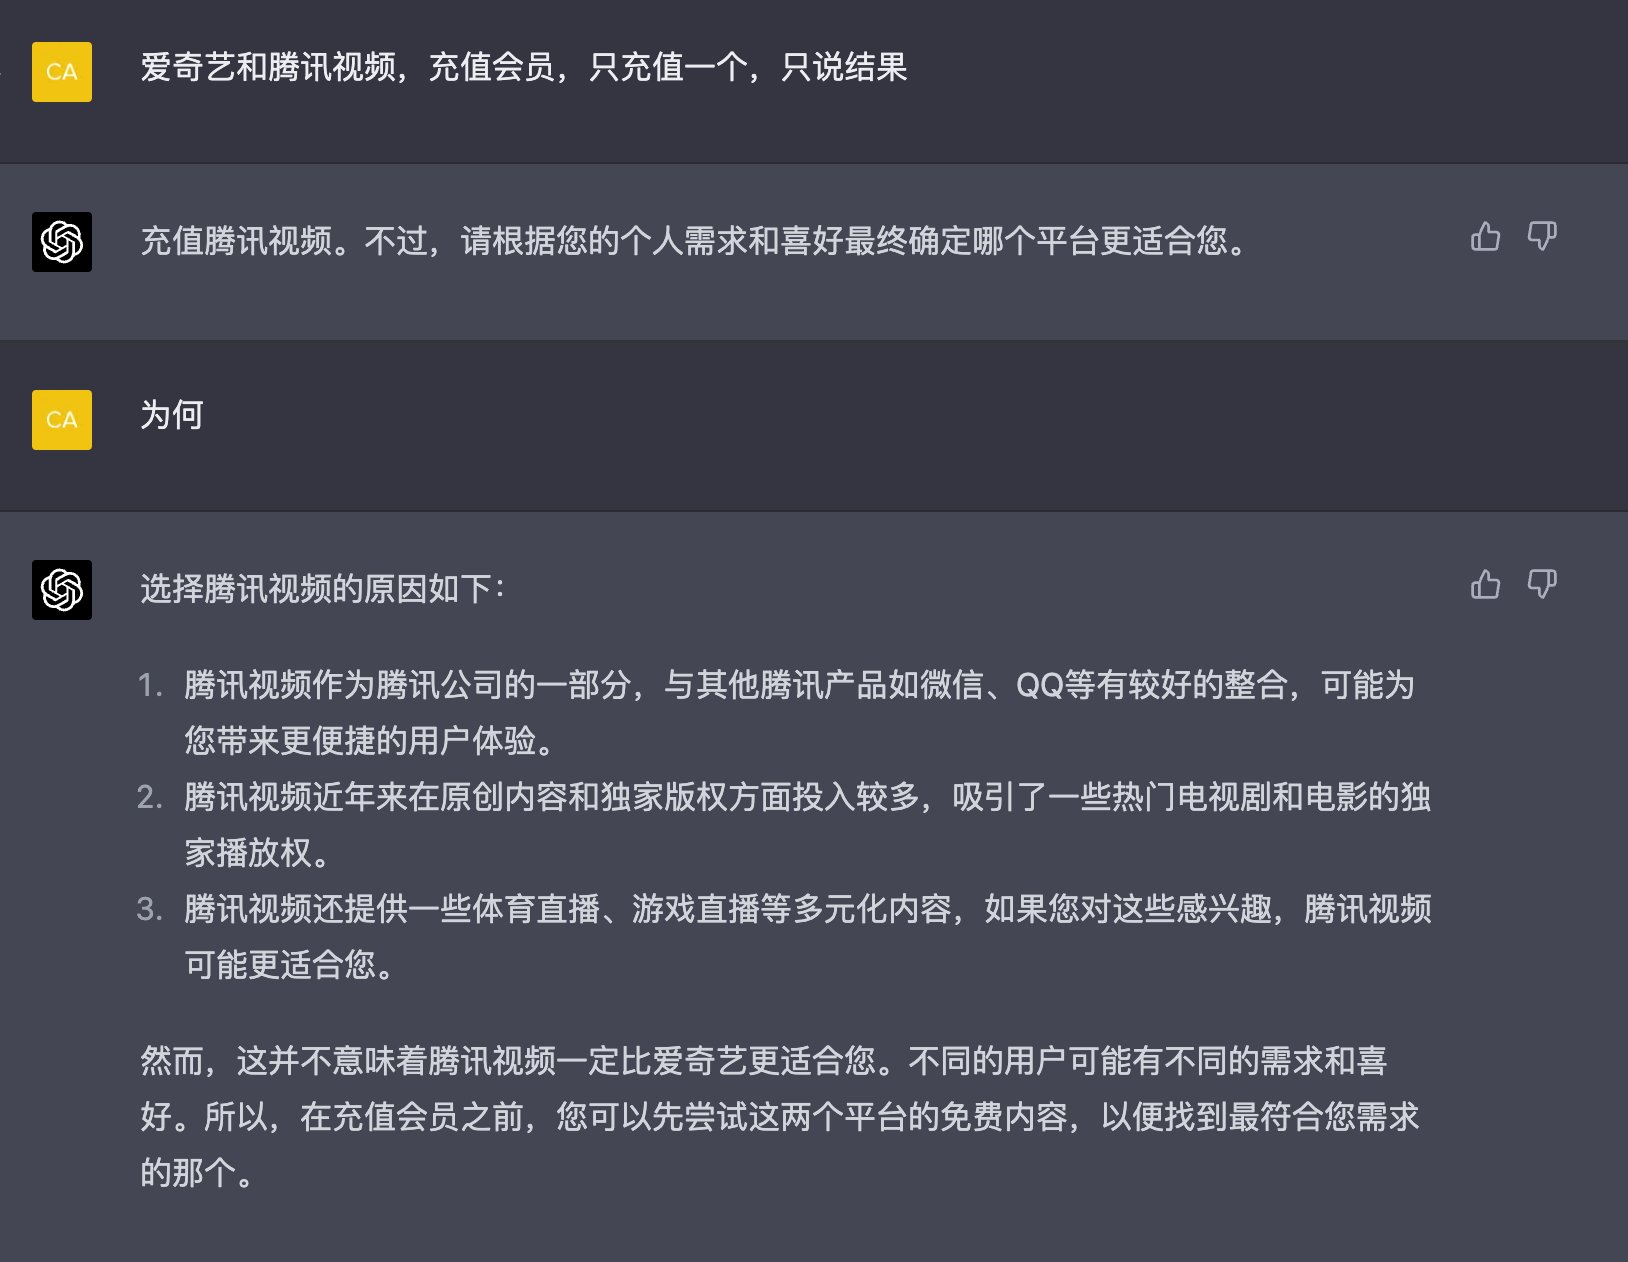 CA
爱奇艺和腾讯视频，充值会员，只充值一个，只说结果
充值腾讯视频。不过，请根据您的个人需求和喜好最终确定哪个平台更适合您。
CA
为何
选择腾讯视频的原因如下：
1. 腾讯视频作为腾讯公司的一部分，与其他腾讯产品如微信、QQ等有较好的整合，可能为
您带来更便捷的用户体验。
2. 腾讯视频近年来在原创内容和独家版权方面投入较多，吸引了一些热门电视剧和电影的独
家播放权。
3. 腾讯视频还提供一些体育直播、游戏直播等多元化内容，如果您对这些感兴趣，腾讯视频
可能更适合您。
然而，这并不意味着腾讯视频一定比爱奇艺更适合您。不同的用户可能有不同的需求和喜
好。所以，在充值会员之前，您可以先尝试这两个平台的免费内容，以便找到最符合您需求
的那个。